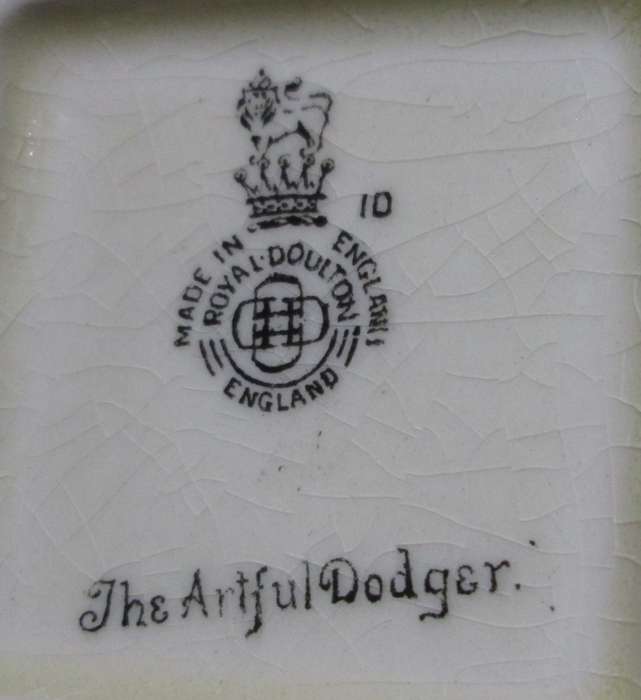 10
MADE IN ENGLAND
ROYAL DOULTON
ENGLAND
The Artful Dodger.